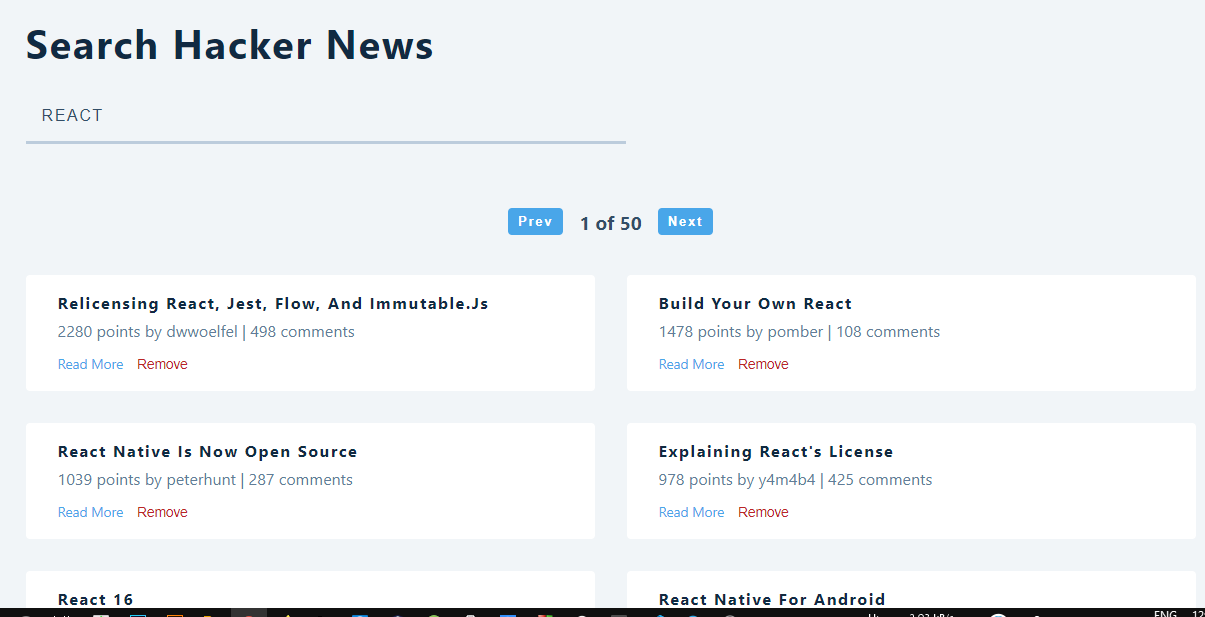 Search Hacker News
REACT
Prev 1 of 50 Next
Relicensing React, Jest, Flow, And Immutable.Js
2280 points by dwwoelfel | 498 comments
Read More Remove
Build Your Own React
1478 points by pomber | 108 comments
Read More Remove
React Native Is Now Open Source
1039 points by peterhunt | 287 comments
Read More Remove
Explaining React's License
978 points by y4m4b4 | 425 comments
Read More Remove
React 16
React Native For Android
ENG